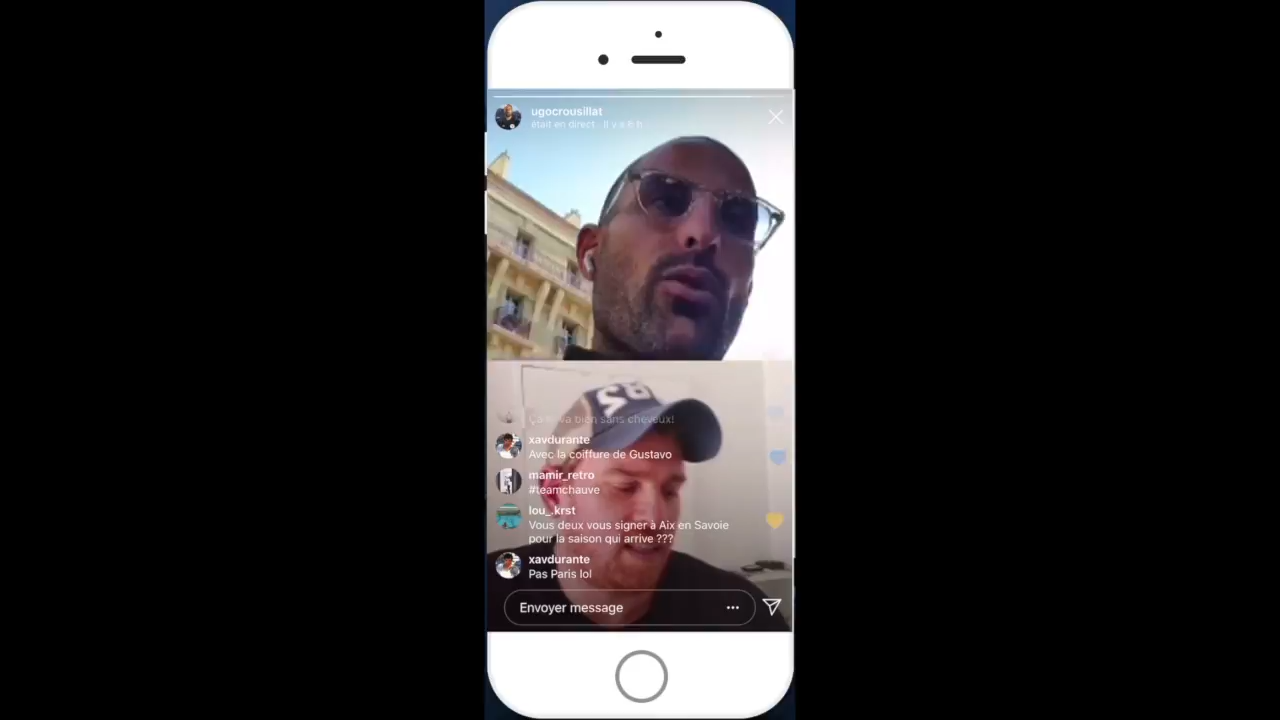 ugocrousillat
était en direct · Il y a
Ça te va bien sans cheveux!
xavdurante
Avec la coiffure de Gustavo
mamir_retro
#teamchauve
lou_.krst
Vous deux vous signer à Aix en Savoie
pour la saison qui arrive ???
xavdurante
Pas Paris lol
Envoyer message